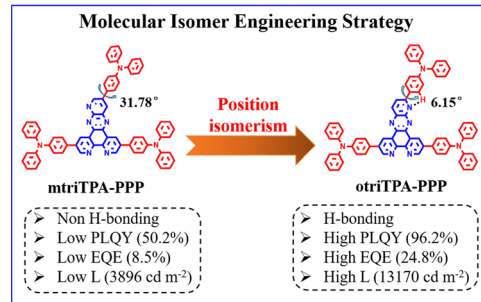 Molecular Isomer Engineering Strategy
31.78°
N
N
N
N
N
N
N
N
mtriTPA-PPP
Position
isomerism
6.15°
N
H
N
N
N
N
N
N
N
otriTPA-PPP
➢ Non H-bonding
➢ Low PLQY (50.2%)
➢ Low EQE (8.5%)
➢ Low L (3896 cd m⁻²)
➢ H-bonding
➢ High PLQY (96.2%)
➢ High EQE (24.8%)
➢ High L (13170 cd m⁻²)